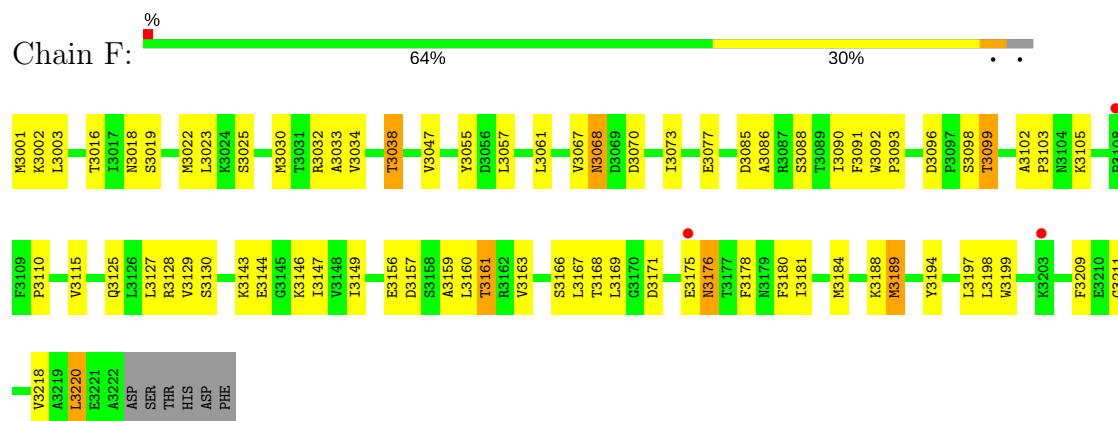 %
Chain F:
64%
30%
•
•
M3001 K3002 L3003 T3016 I3017 N3018 S3019 M3022 L3023 K3024 S3025 M3030 T3031 R3032 A3033 V3034 T3038 V3047 Y3055 D3056 L3057 L3061 V3067 N3068 D3069 D3070 I3073 E3077 D3085 A3086 R3087 S3088 T3089 I3090 F3091 W3092 P3093 D3096 P3097 S3098 T3099 A3102 P3103 N3104 K3105
F3109 P3110 V3115 Q3125 L3126 L3127 R3128 V3129 S3130 K3143 E3144 G3145 K3146 I3147 V3148 I3149 E3156 D3157 S3158 A3159 L3160 T3161 R3162 V3163 S3166 L3167 T3168 L3169 G3170 D3171 E3175 N3176 T3177 F3178 N3179 F3180 I3181 M3184 K3188 M3189 Y3194 L3197 L3198 W3199 K3203 F3209 E3210
V3218 A3219 L3220 E3221 A3222 ASP SER THR HIS ASP PHE